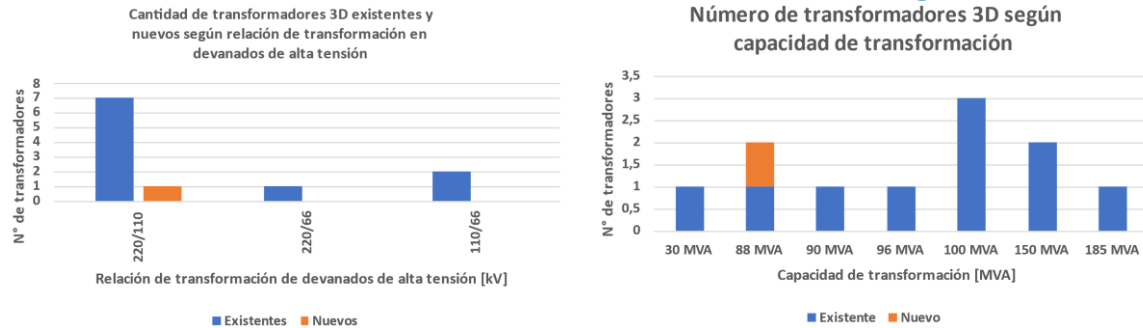 Cantidad de transformadores 3D existentes y
nuevos según relación de transformación en
devanados de alta tensión
N° de transformadores
8
7
6
5
4
3
2
1
0
220/110
220/66
110/66
Relación de transformación de devanados de alta tensión [kV]
Existentes
Nuevos
Número de transformadores 3D según
capacidad de transformación
N° de transformadores
3,5
3
2,5
2
1,5
1
0,5
0
30 MVA
88 MVA
90 MVA
96 MVA
100 MVA
150 MVA
185 MVA
Capacidad de transformación [MVA]
Existente
Nuevo